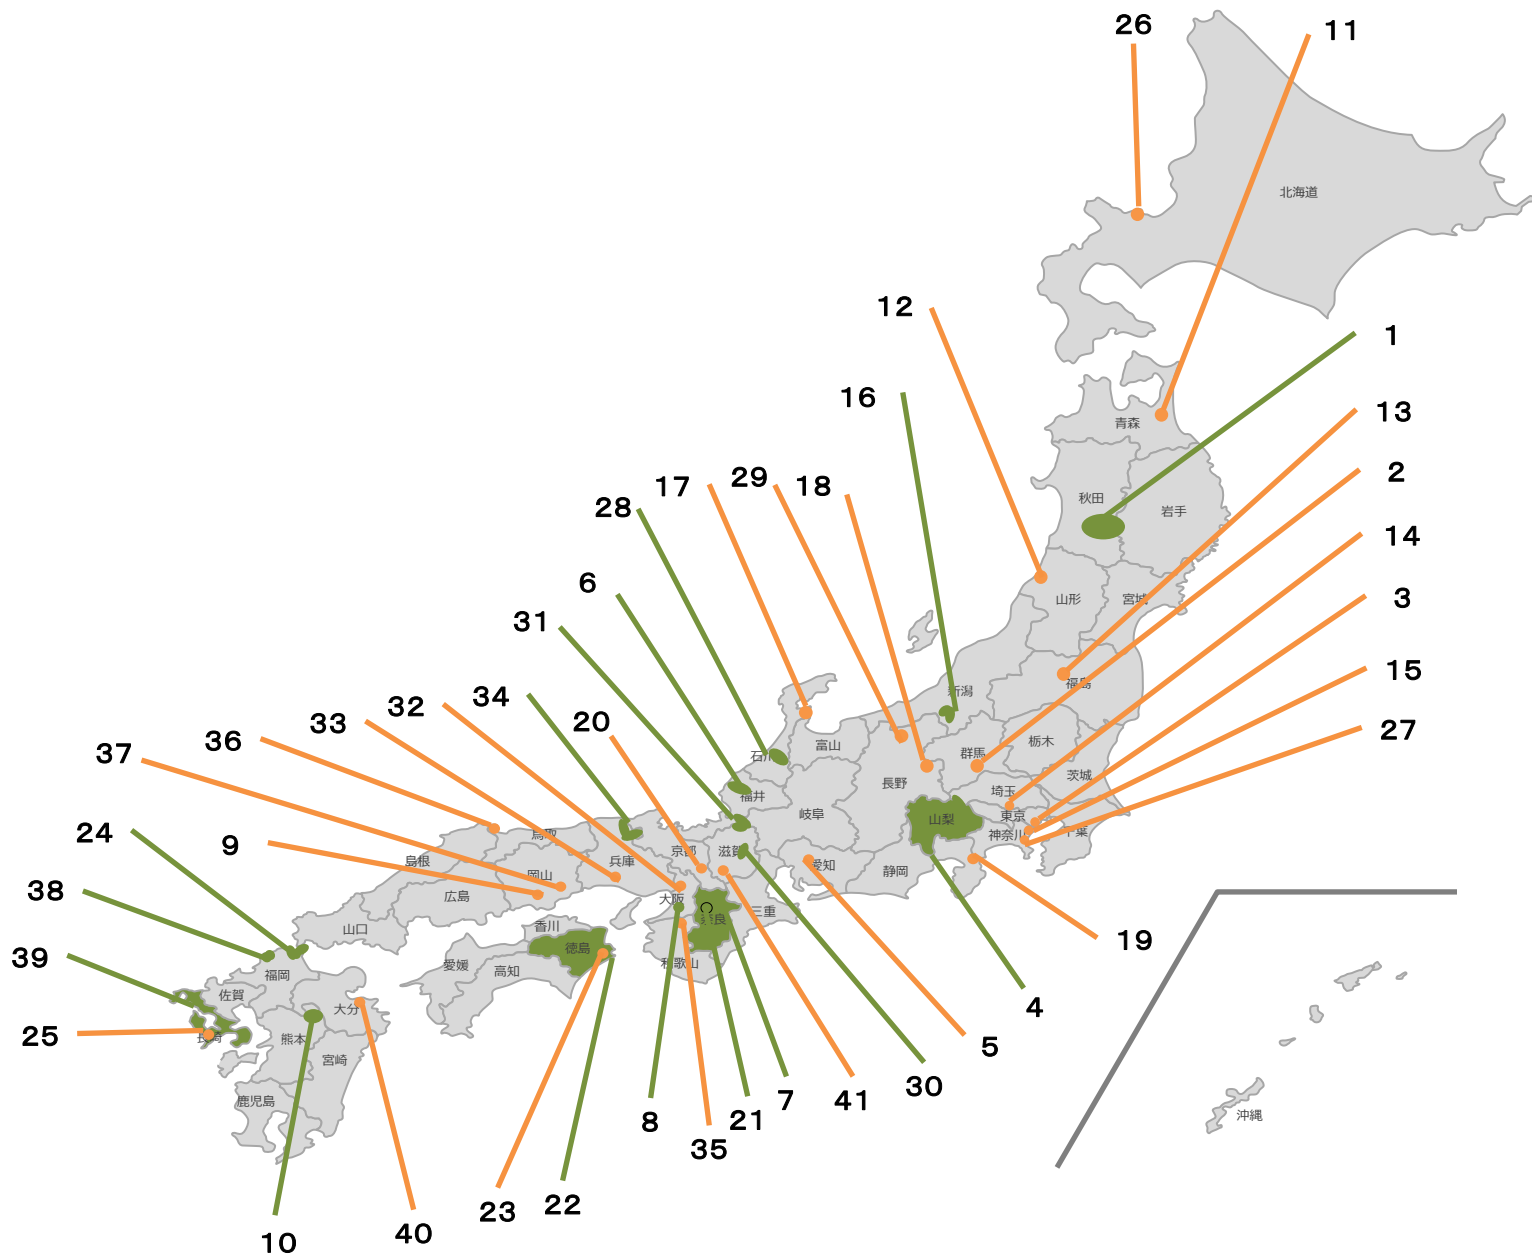 26
11
北海道
12
1
16
13
青森
2
29
17
18
秋田
28
岩手
14
6
3
山形
宮城
31
15
福島
新潟
34
32
20
33
27
36
栃木
富山
37
群馬
石川
茨城
長野
埼玉
福井
岐阜
東京
山梨
24
神奈川
千葉
鳥取
9
京都
滋賀
島根
兵庫
愛知
岡山
静岡
38
広島
大阪
三重
奈良
香川
山口
19
徳島
39
和歌山
愛媛
高知
福岡
佐賀
4
大分
25
長崎
熊本
5
宮崎
30
7
41
鹿児島
沖縄
8
21
35
22
23
40
10